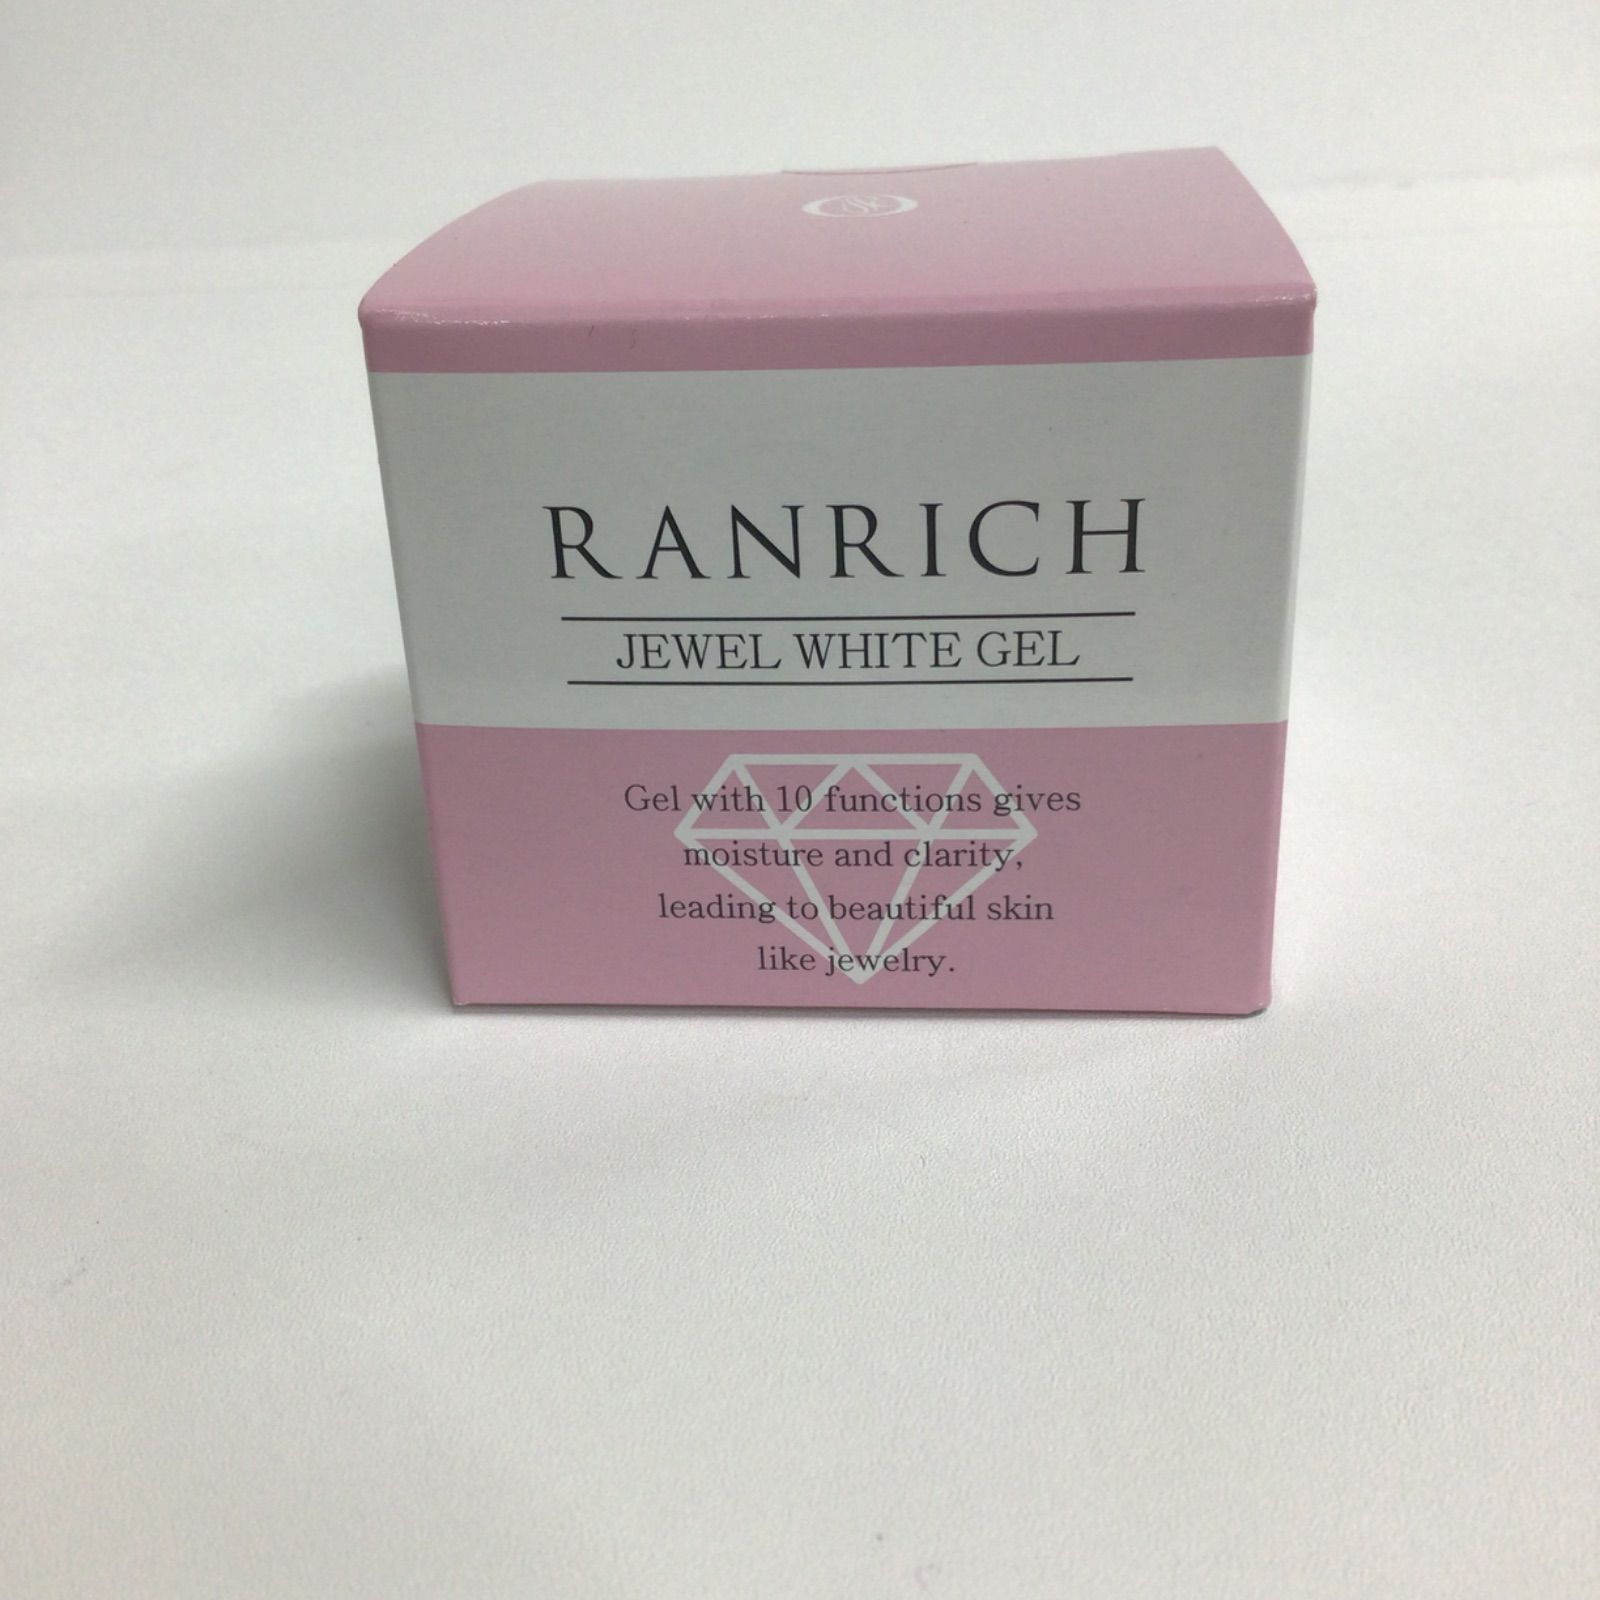 RANRICH
JEWEL WHITE GEL
Gel with 10 functions gives
moisture and clarity,
leading to beautiful skin
like jewelry.